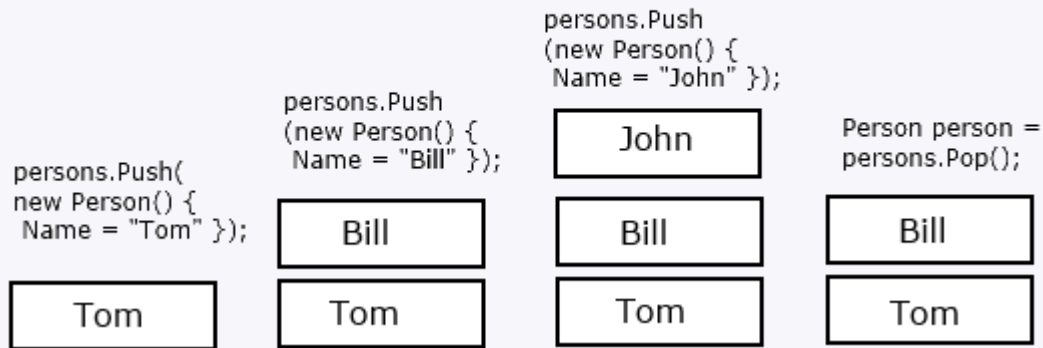 persons.Push(
new Person() {
Name = "Tom" });
Tom
persons.Push
(new Person() {
Name = "Bill" });
Bill
Tom
persons.Push
(new Person() {
Name = "John" });
John
Bill
Tom
Person person =
persons.Pop();
Bill
Tom